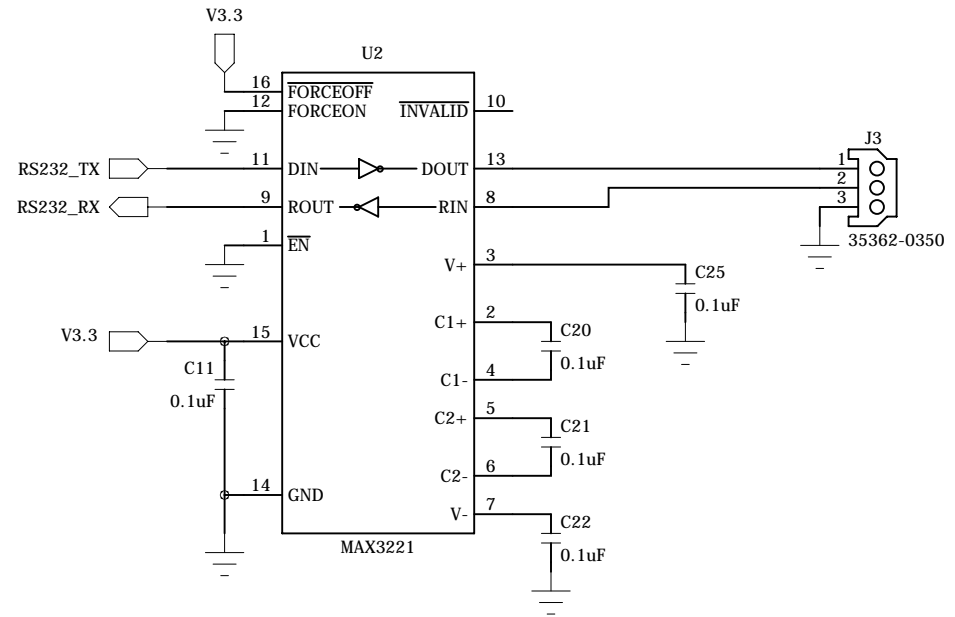 V3.3
U2
16
FORCEOFF
12
FORCEON
INVALID
10
J3
RS232_TX
11
DIN
DOUT
13
1
2
3
RS232_RX
9
ROUT
RIN
8
35362-0350
1
EN
V+
3
C25
0.1uF
C1+
2
C20
0.1uF
V3.3
15
VCC
C11
0.1uF
C1-
4
C2+
5
C21
0.1uF
C2-
6
14
GND
V-
7
C22
0.1uF
MAX3221